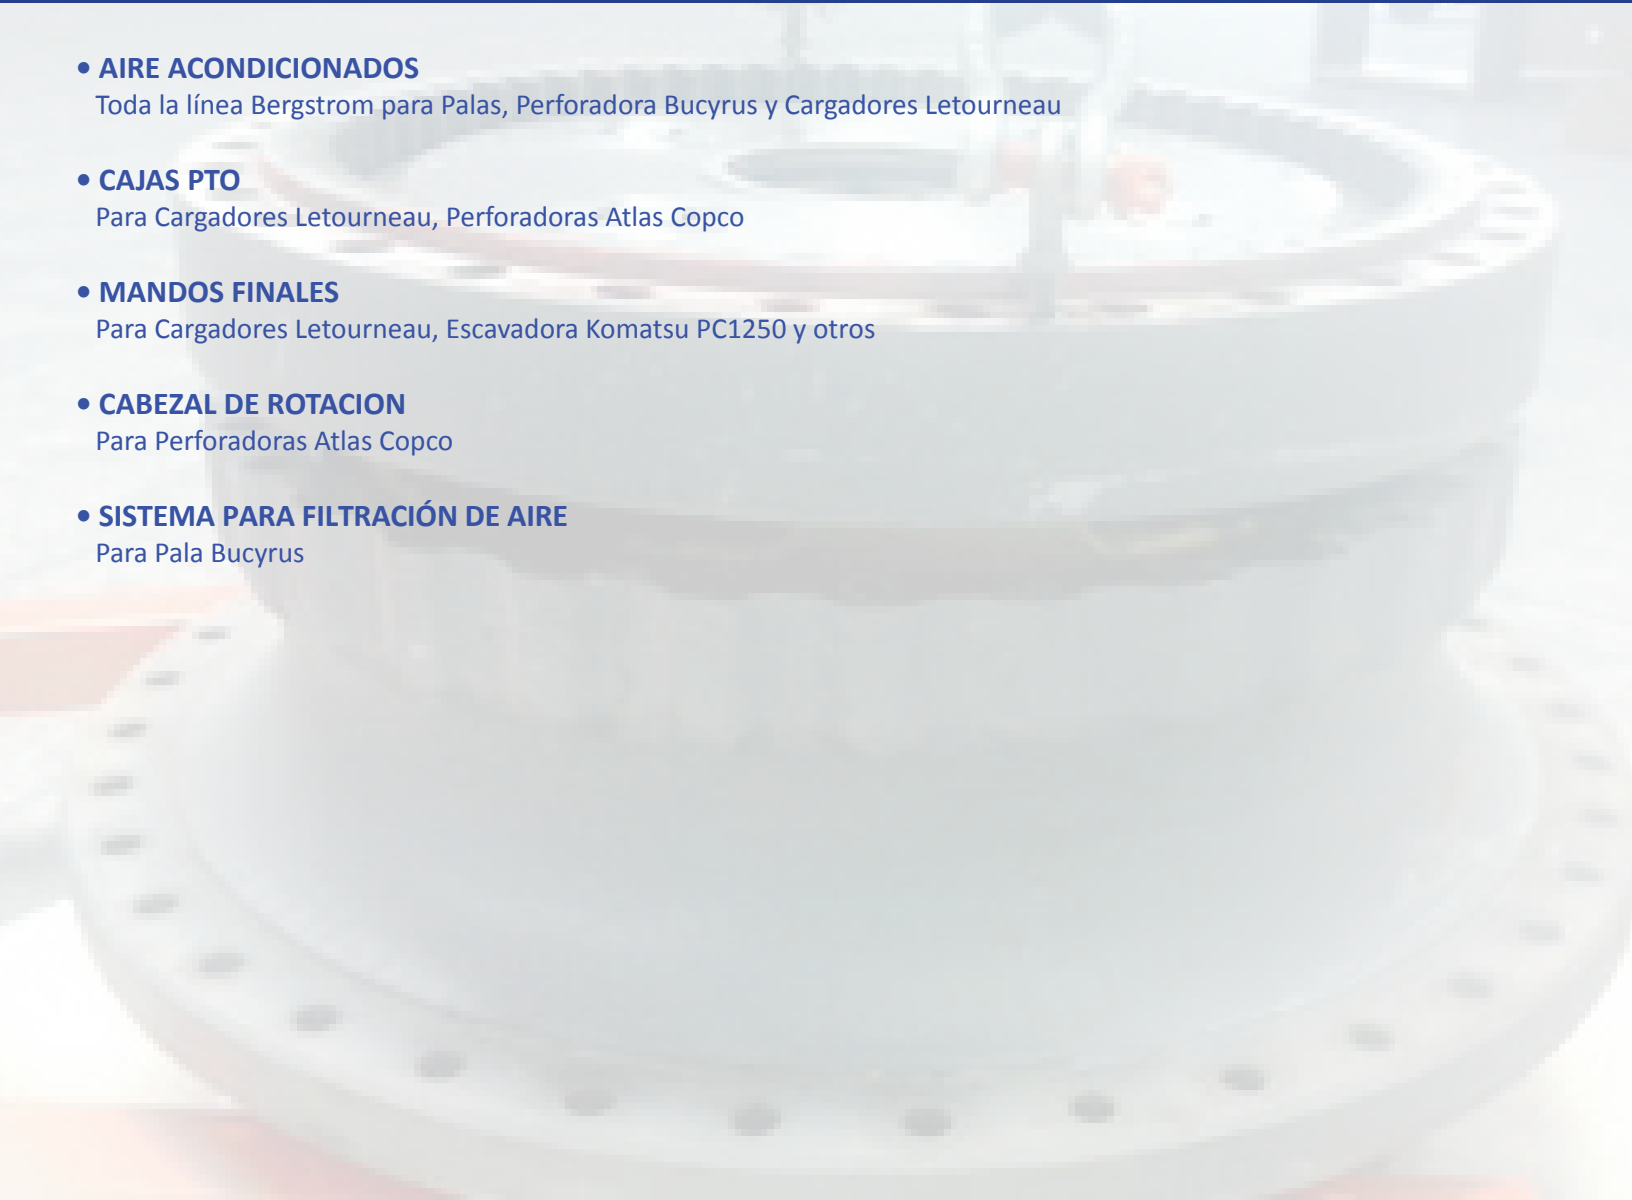 • AIRE ACONDICIONADOS
Toda la línea Bergstrom para Palas, Perforadora Bucyrus y Cargadores Letourneau
• CAJAS PTO
Para Cargadores Letourneau, Perforadoras Atlas Copco
• MANDOS FINALES
Para Cargadores Letourneau, Escavadora Komatsu PC1250 y otros
• CABEZAL DE ROTACION
Para Perforadoras Atlas Copco
• SISTEMA PARA FILTRACIÓN DE AIRE
Para Pala Bucyrus